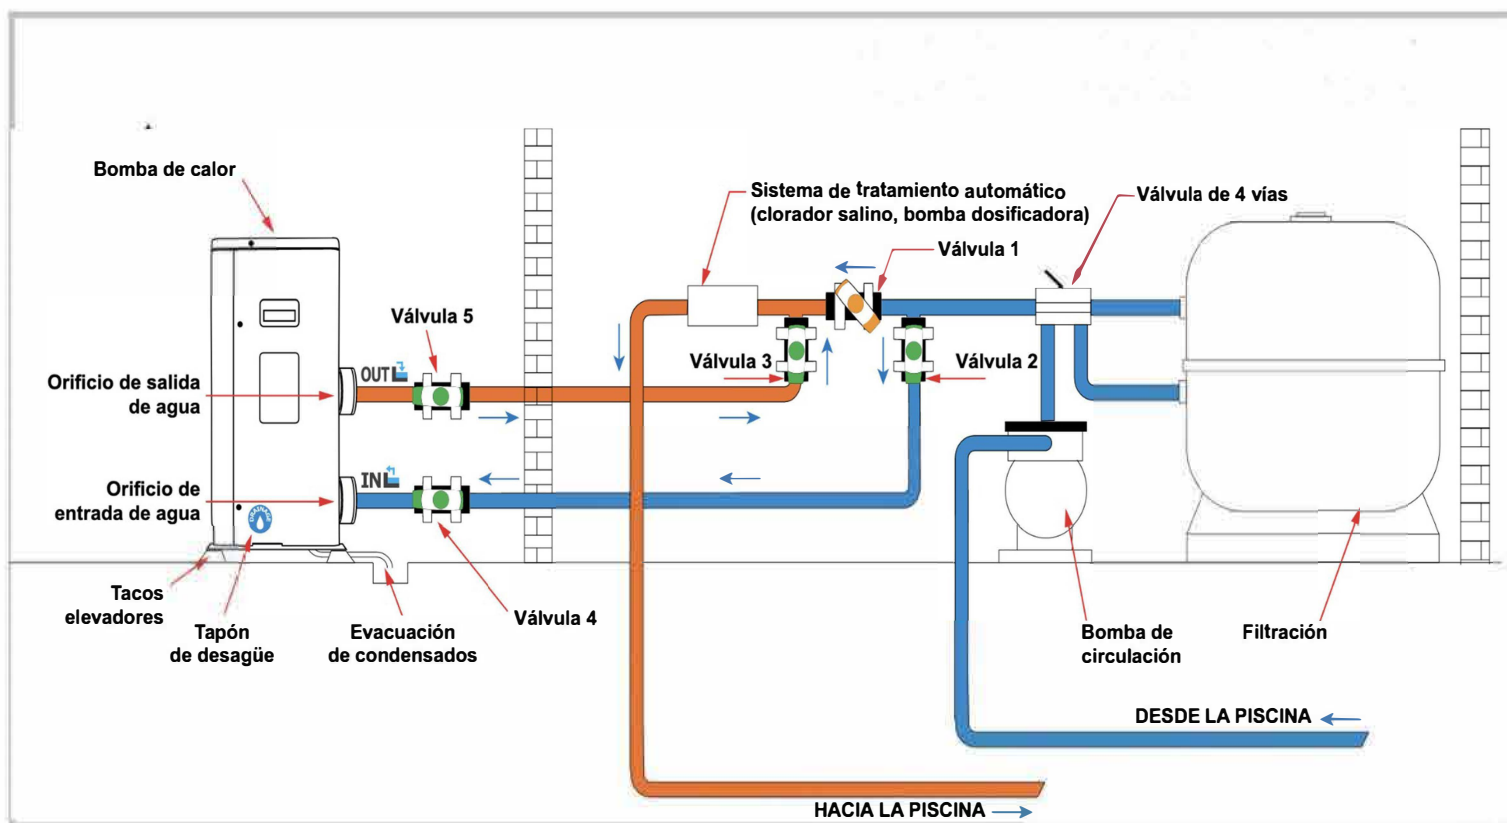 Bomba de calor
Sistema de tratamiento automático
(clorador salino, bomba dosificadora)
Válvula de 4 vías
Válvula 1
Válvula 5
Válvula 3
Válvula 2
OUT
Orificio de salida
de agua
IN
Orificio de
entrada de agua
DRAINAGE
Tacos
elevadores
Tapón
de desagüe
Evacuación
de condensados
Válvula 4
Bomba de
circulación
Filtración
DESDE LA PISCINA
HACIA LA PISCINA